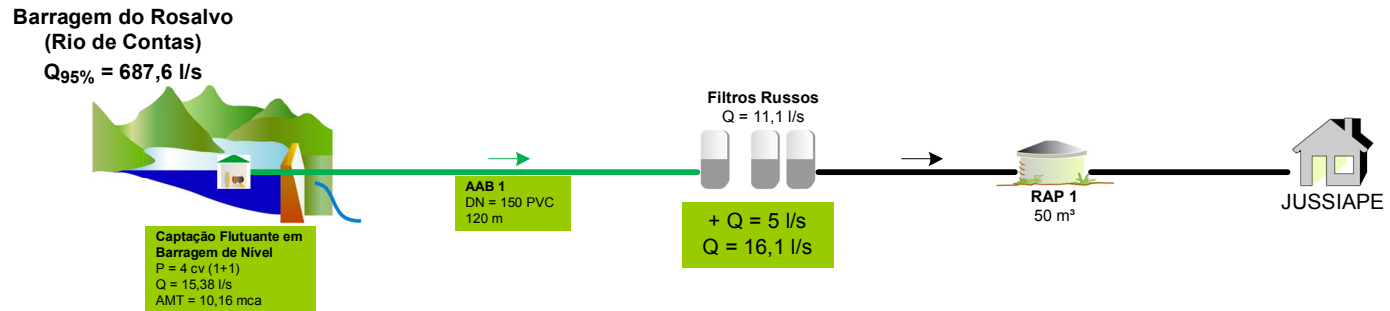 Barragem do Rosalvo
(Rio de Contas)
Q95% = 687,6 l/s
Captação Flutuante em
Barragem de Nível
P = 4 cv (1+1)
Q = 15,38 l/s
AMT = 10,16 mca
AAB 1
DN = 150 PVC
120 m
Filtros Russos
Q = 11,1 l/s
+ Q = 5 l/s
Q = 16,1 l/s
RAP 1
50 m³
JUSSIAPE